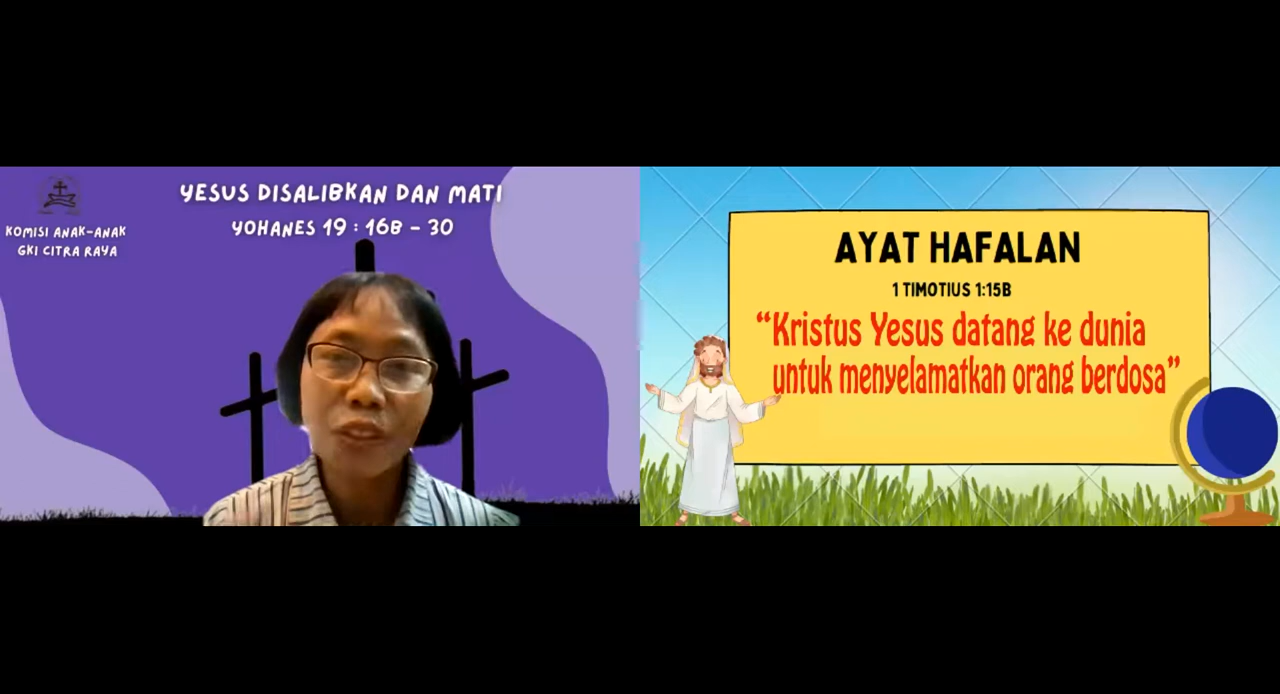 YESUS DISALIBKAN DAN MATI
YOHANES 19 : 16B - 30
KOMISI ANAK-ANAK
GKI CITRA RAYA
AYAT HAFALAN
1 TIMOTIUS 1:15B
“Kristus Yesus datang ke dunia
untuk menyelamatkan orang berdosa”